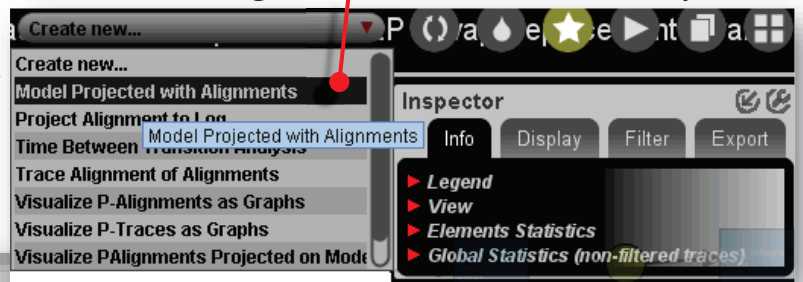 Create new...
Create new...
Model Projected with Alignments
Project Alignment to Log
Model Projected with Alignments
Time Between Transition Analysis
Trace Alignment of Alignments
Visualize P-Alignments as Graphs
Visualize P-Traces as Graphs
Visualize PAlignments Projected on Mode
Inspector
Info Display Filter Export
Legend
View
Elements Statistics
Global Statistics (non-filtered traces)